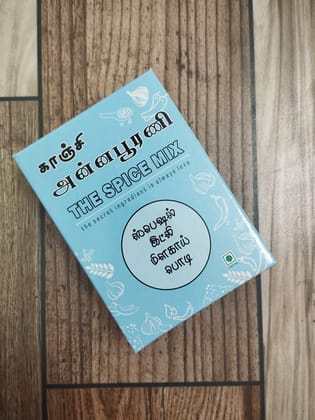 காஞ்சி
அன்னபூரணி
THE SPICE MIX
the secret ingredient is always love
ஸ்பெஷல்
இட்லி
மிளகாய்
பொடி